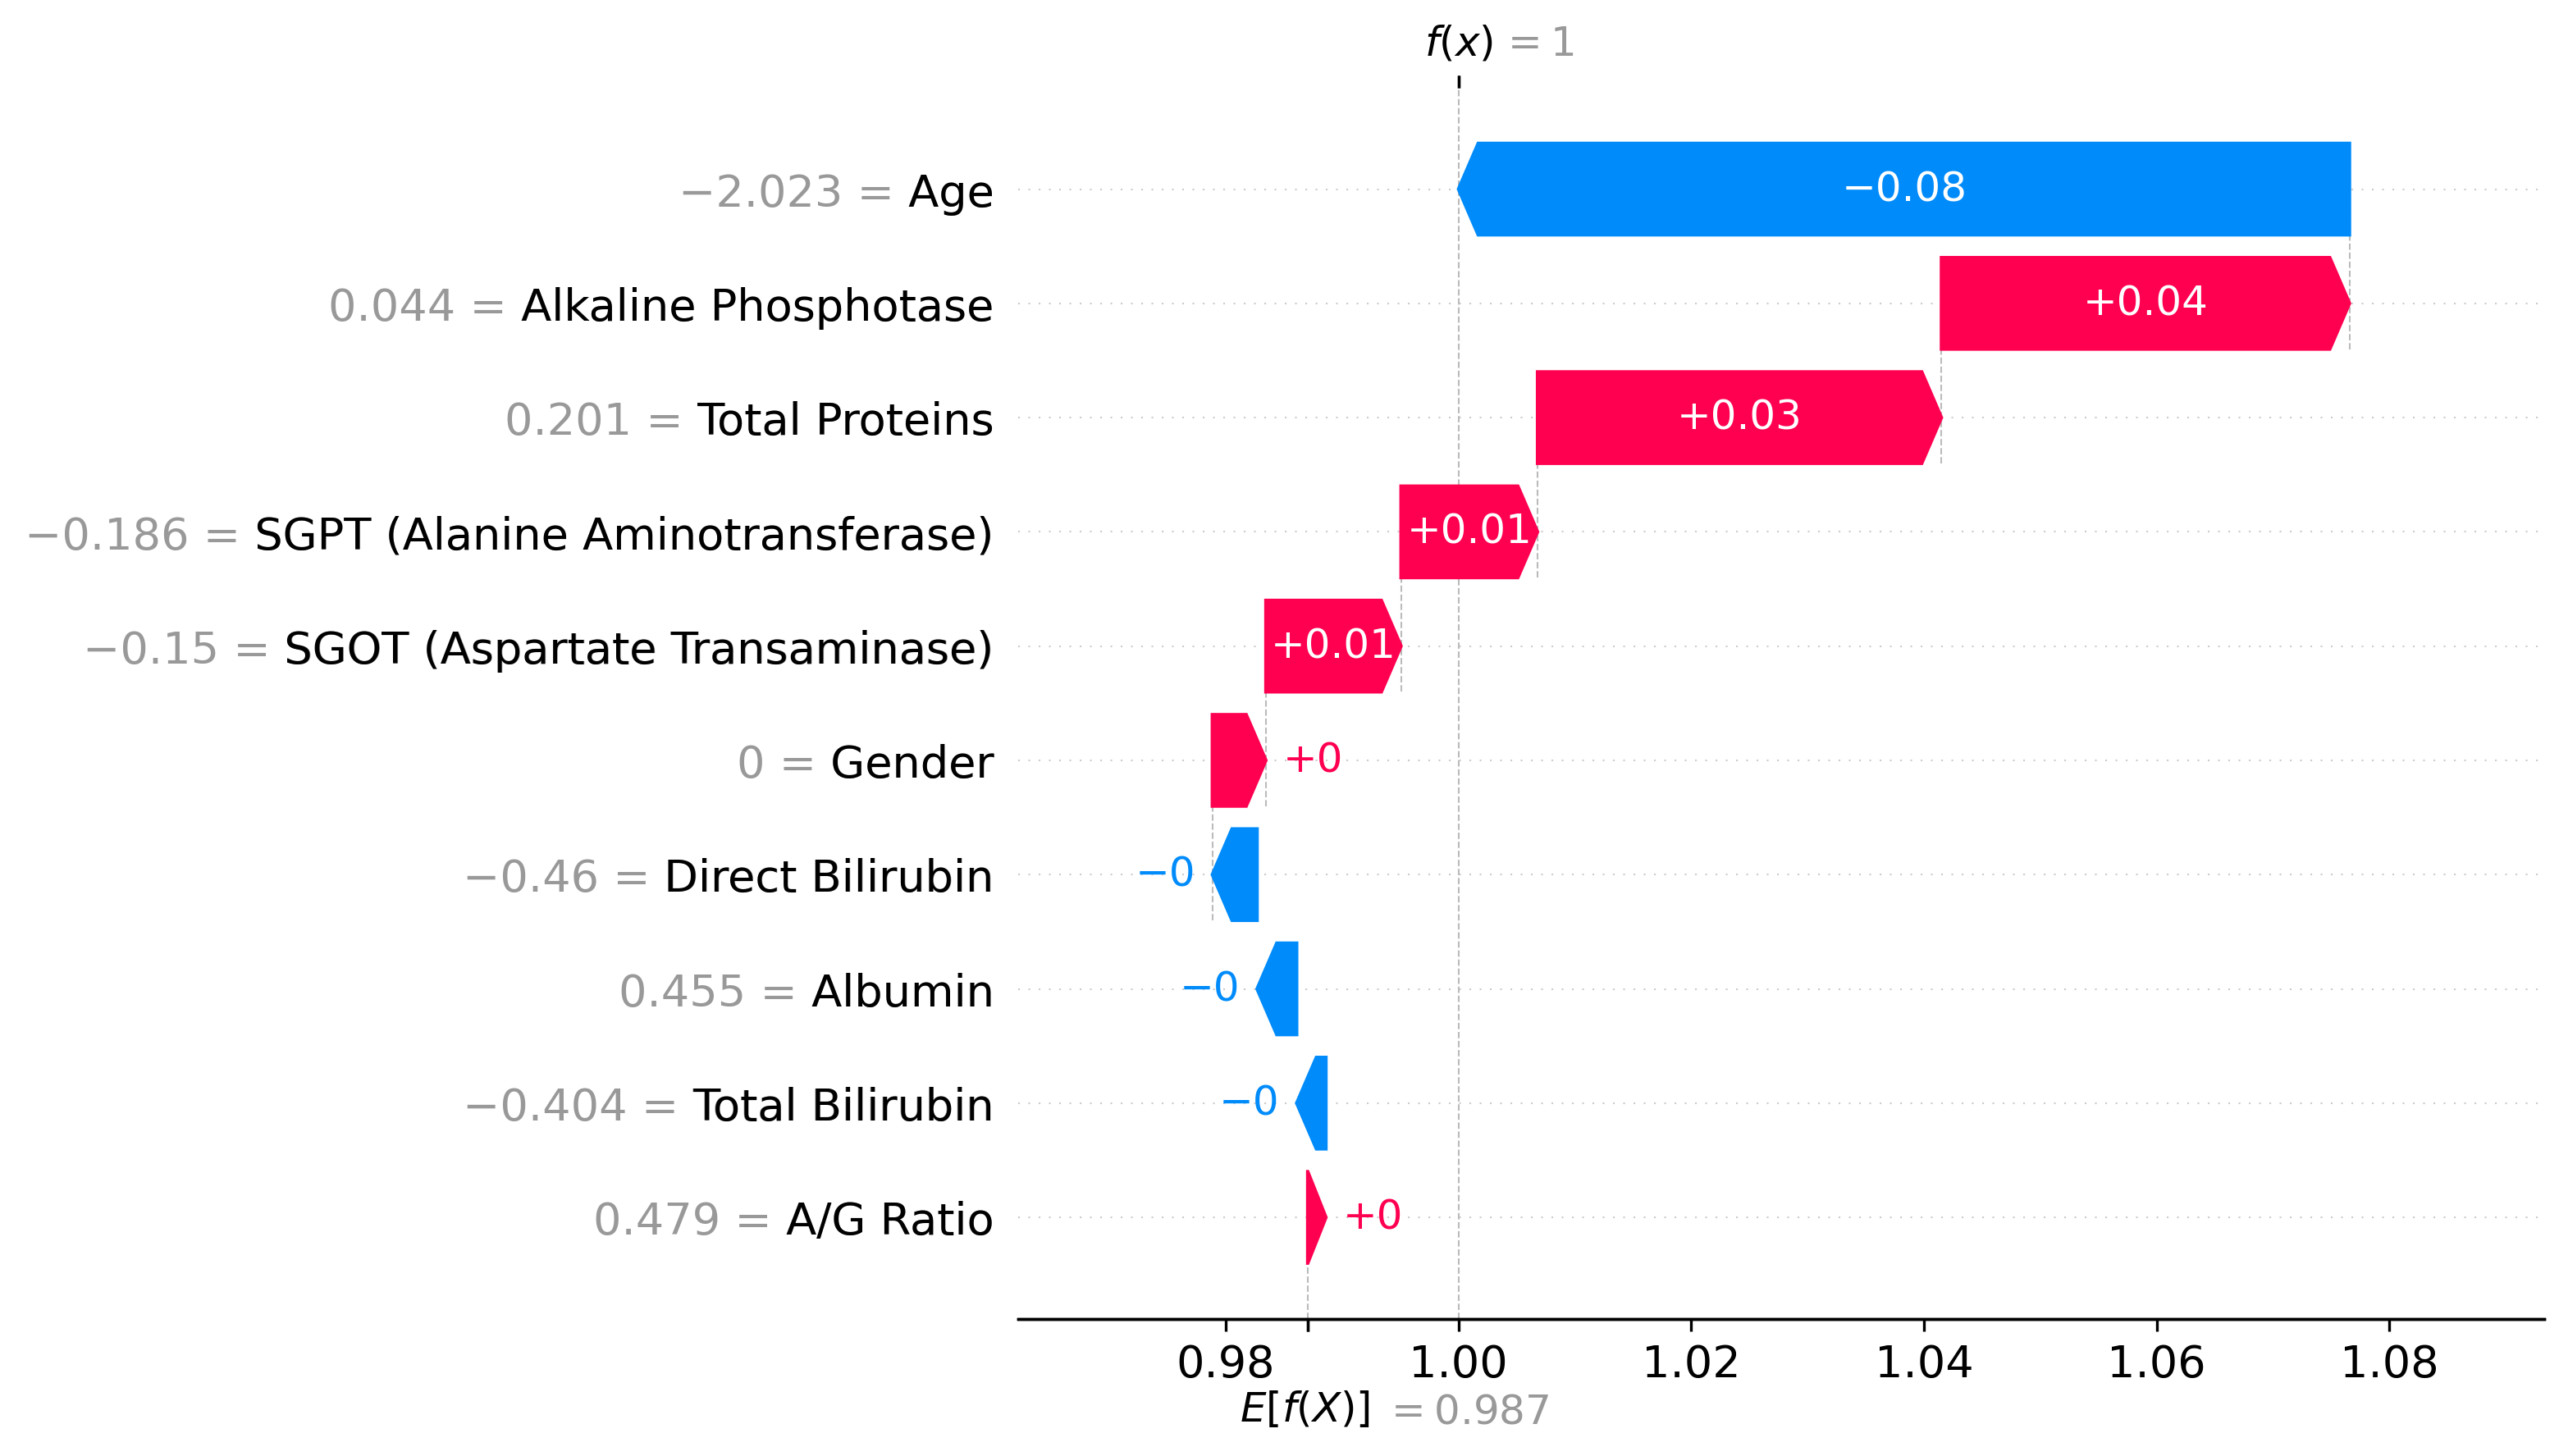 f(x) = 1
−2.023 = Age
−0.08
0.044 = Alkaline Phosphotase
+0.04
0.201 = Total Proteins
+0.03
−0.186 = SGPT (Alanine Aminotransferase)
+0.01
−0.15 = SGOT (Aspartate Transaminase)
+0.01
0 = Gender
+0
−0.46 = Direct Bilirubin
−0
0.455 = Albumin
−0
−0.404 = Total Bilirubin
−0
0.479 = A/G Ratio
+0
0.98 1.00 1.02 1.04 1.06 1.08
E[f(X)] = 0.987